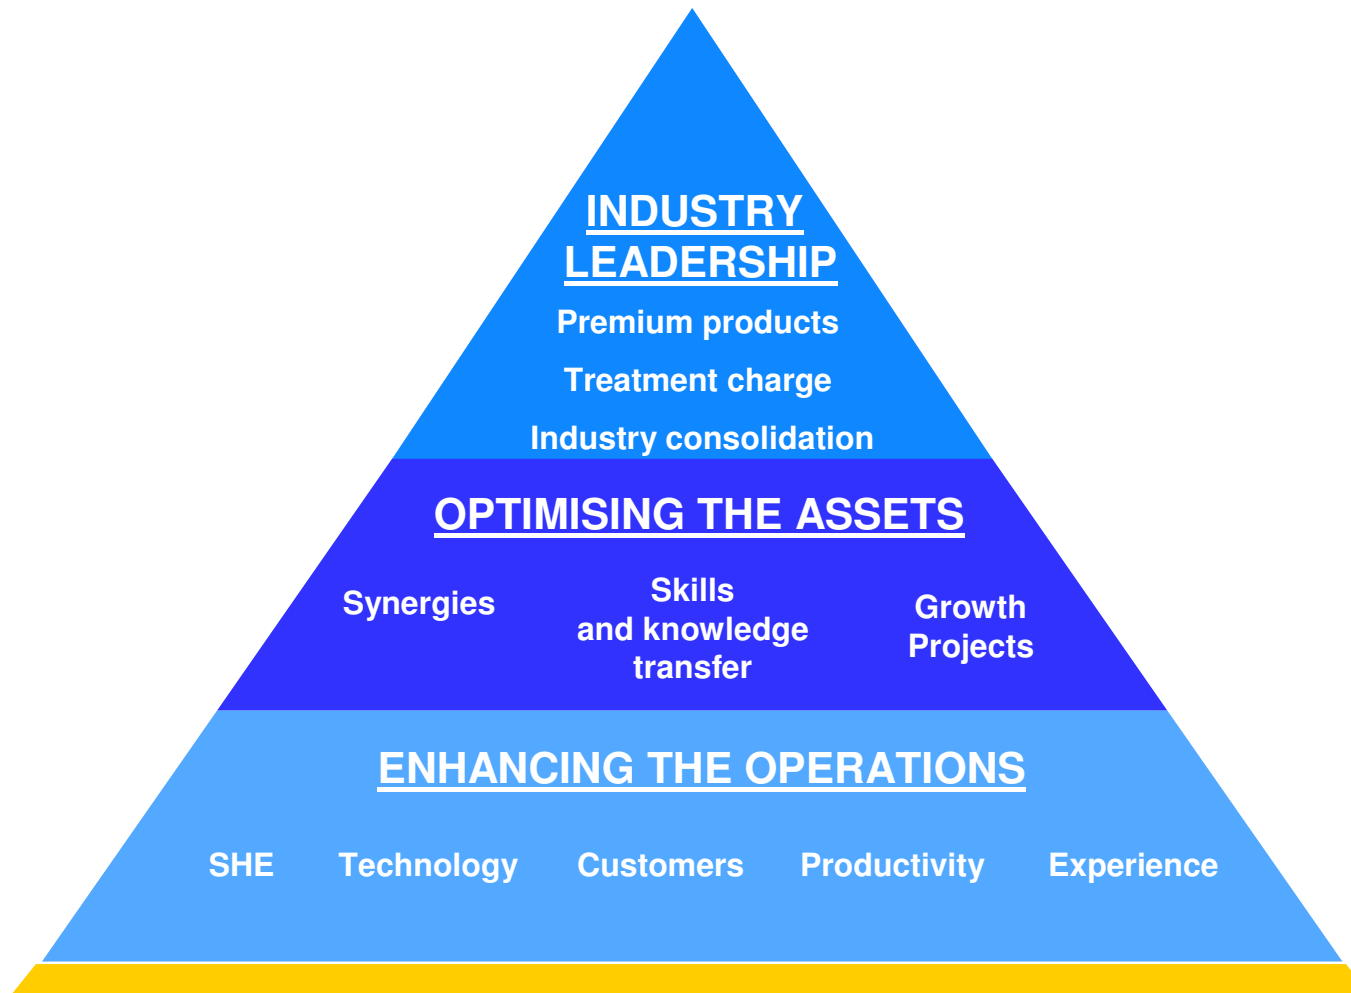 INDUSTRY
LEADERSHIP
Premium products
Treatment charge
Industry consolidation
OPTIMISING THE ASSETS
Synergies
Skills
and knowledge
transfer
Growth
Projects
ENHANCING THE OPERATIONS
SHE Technology Customers Productivity Experience